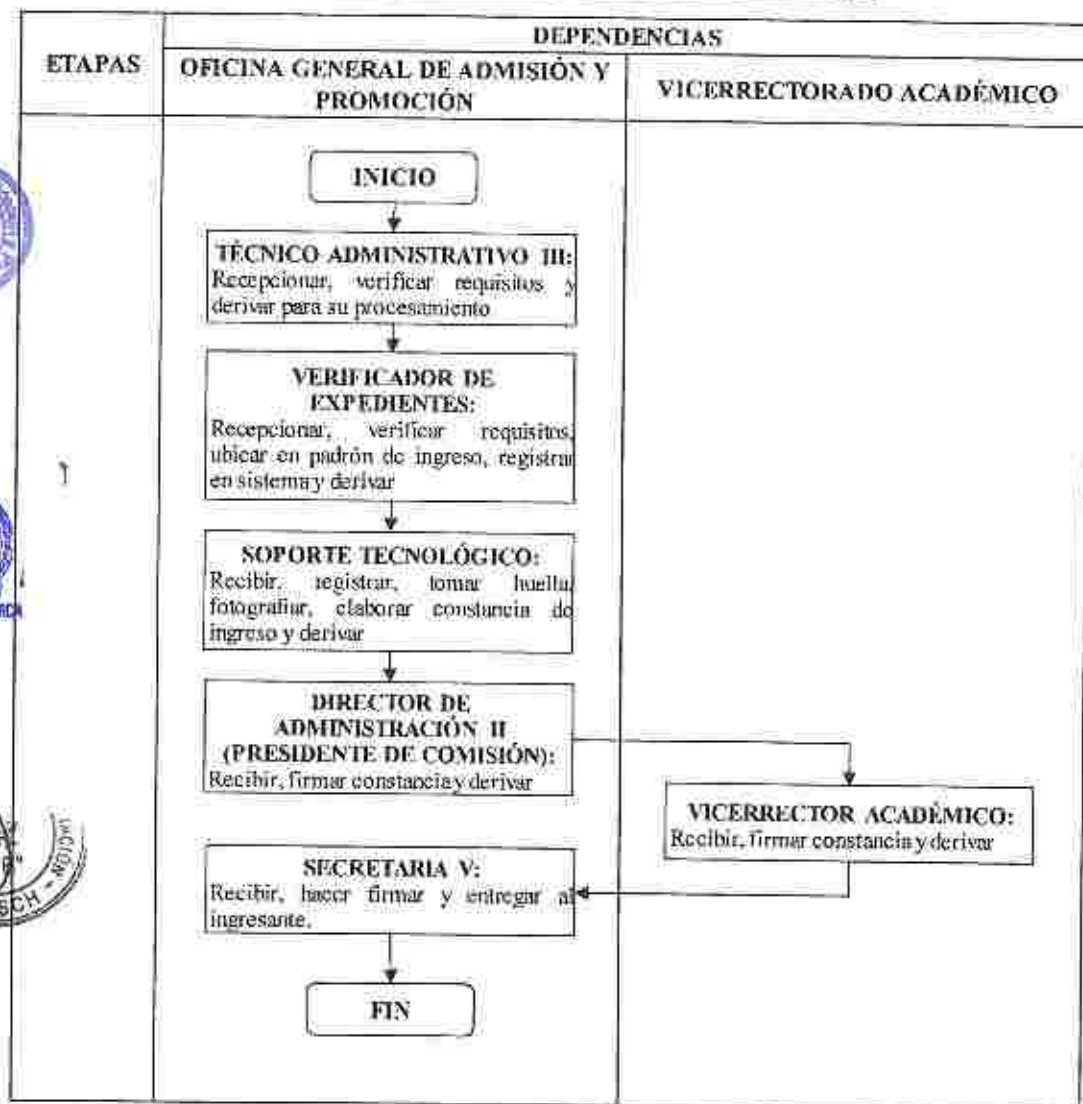 DEPENDENCIAS
ETAPAS
OFICINA GENERAL DE ADMISIÓN Y
PROMOCIÓN
VICERRECTORADO ACADÉMICO
INICIO
TÉCNICO ADMINISTRATIVO III:
Recepcionar, verificar requisitos y
derivar para su procesamiento
VERIFICADOR DE
EXPEDIENTES:
Recepcionar, verificar requisitos,
ubicar en padrón de ingreso, registrar
en sistema y derivar
SOPORTE TECNOLÓGICO:
Recibir, registrar, tomar huella,
fotografiar, elaborar constancia de
ingreso y derivar
DIRECTOR DE
ADMINISTRACIÓN II
(PRESIDENTE DE COMISIÓN):
Recibir, firmar constancia y derivar
VICERRECTOR ACADÉMICO:
Recibir, firmar constancia y derivar
SECRETARIA V:
Recibir, hacer firmar y entregar al
ingresante.
FIN